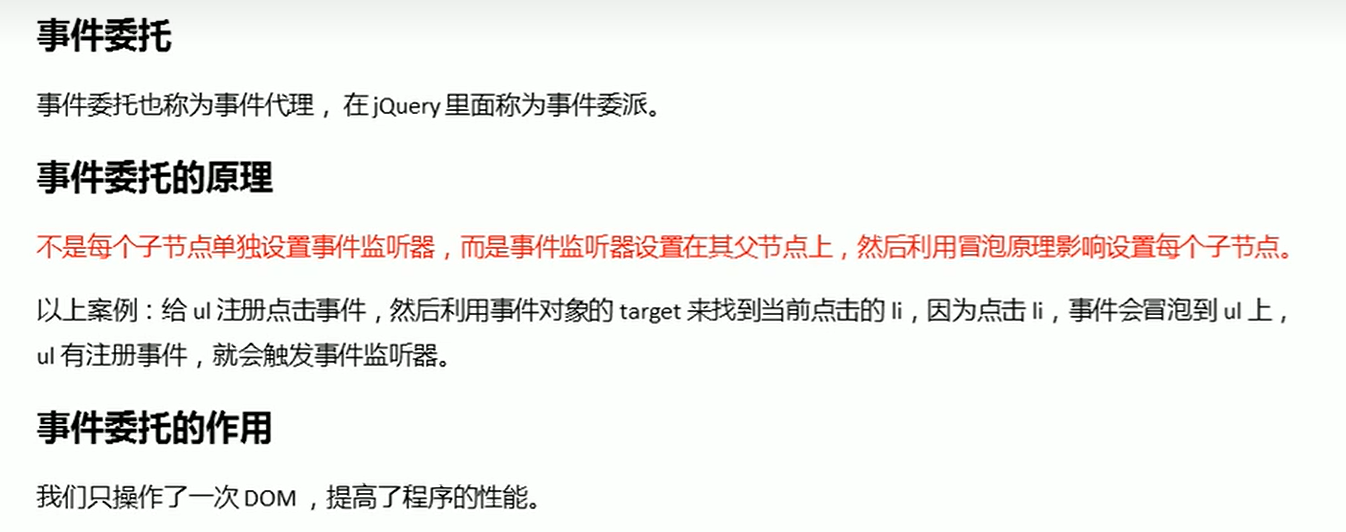 事件委托
事件委托也称为事件代理，在 jQuery 里面称为事件委派。
事件委托的原理
不是每个子节点单独设置事件监听器，而是事件监听器设置在其父节点上，然后利用冒泡原理影响设置每个子节点。
以上案例：给 ul 注册点击事件，然后利用事件对象的 target 来找到当前点击的 li，因为点击 li，事件会冒泡到 ul 上，
ul 有注册事件，就会触发事件监听器。
事件委托的作用
我们只操作了一次 DOM ，提高了程序的性能。